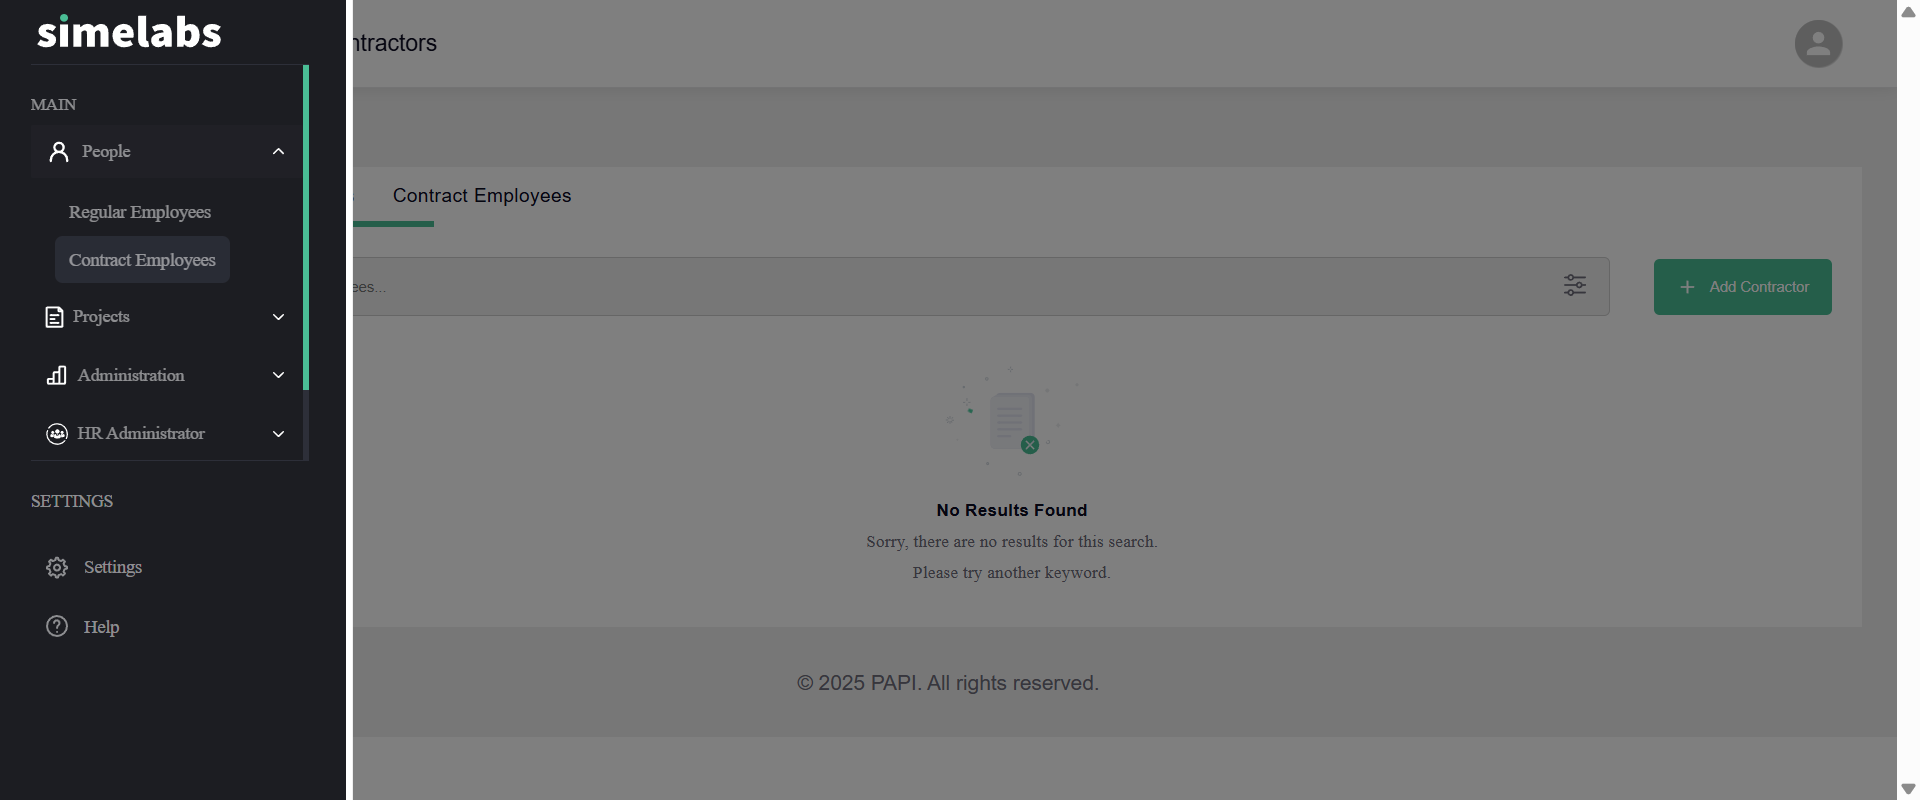 simelabs
MAIN
People
Regular Employees
Contract Employees
Projects
Administration
HR Administrator
SETTINGS
Settings
Help
ntractors
Contract Employees
ees...
Add Contractor
No Results Found
Sorry, there are no results for this search.
Please try another keyword.
© 2025 PAPI. All rights reserved.